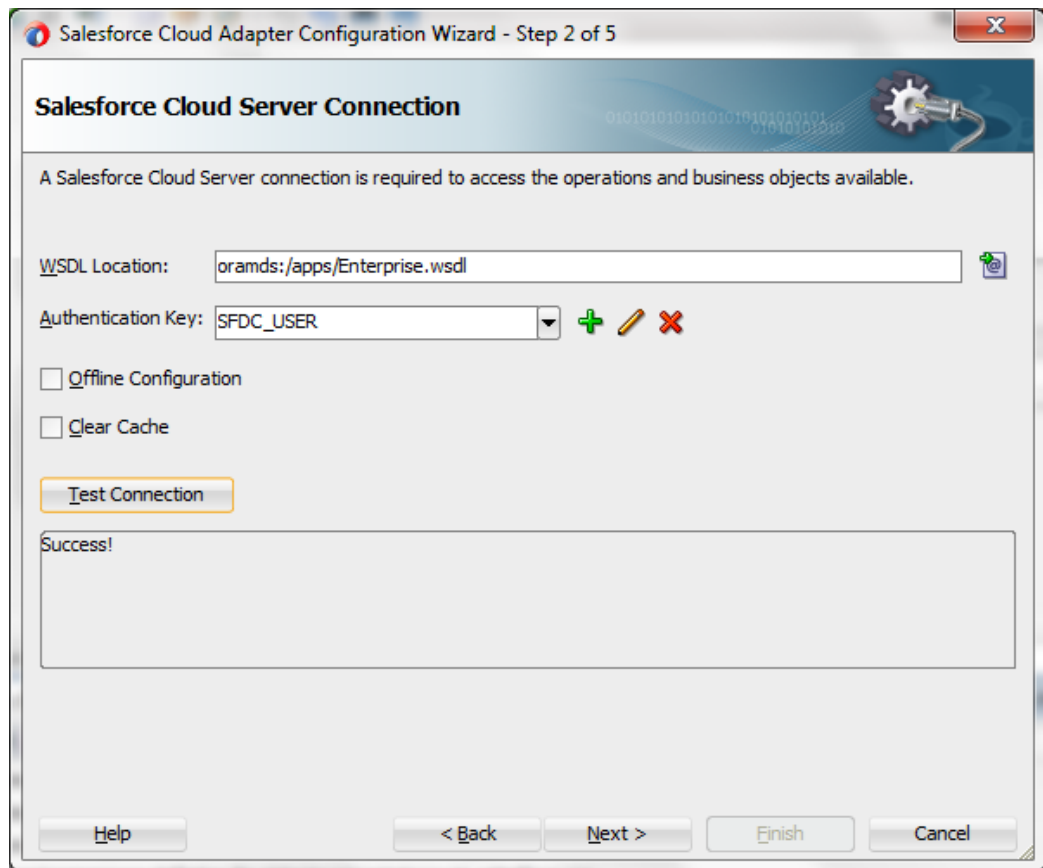 Salesforce Cloud Adapter Configuration Wizard - Step 2 of 5
Salesforce Cloud Server Connection
A Salesforce Cloud Server connection is required to access the operations and business objects available.
WSDL Location: oramds:/apps/Enterprise.wsdl
Authentication Key: SFDC_USER
Offline Configuration
Clear Cache
Test Connection
Success!
Help < Back Next > Finish Cancel